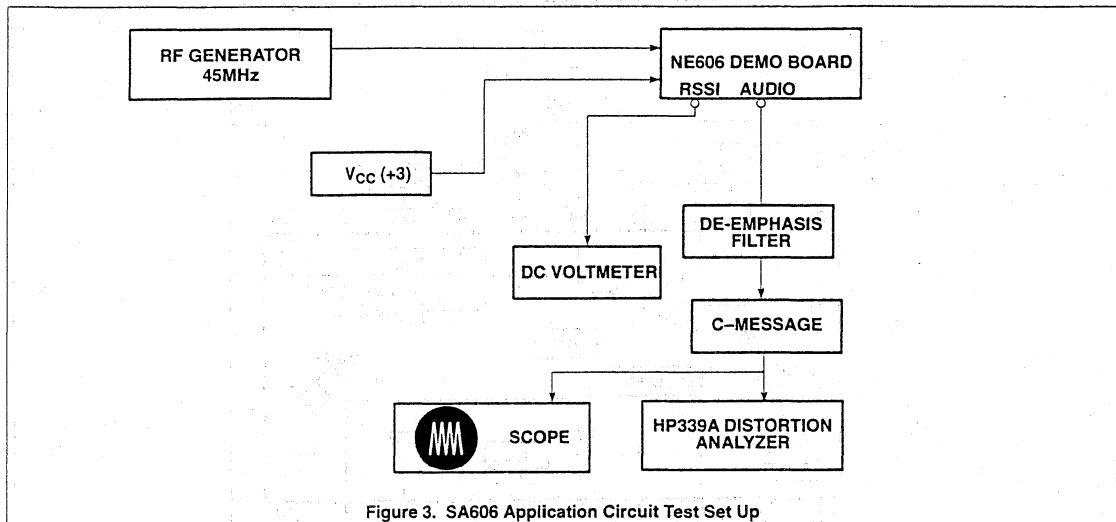 RF GENERATOR
45MHz
NE606 DEMO BOARD
RSSI AUDIO
VCC (+3)
DE-EMPHASIS
FILTER
DC VOLTMETER
C–MESSAGE
SCOPE
HP339A DISTORTION
ANALYZER
Figure 3. SA606 Application Circuit Test Set Up